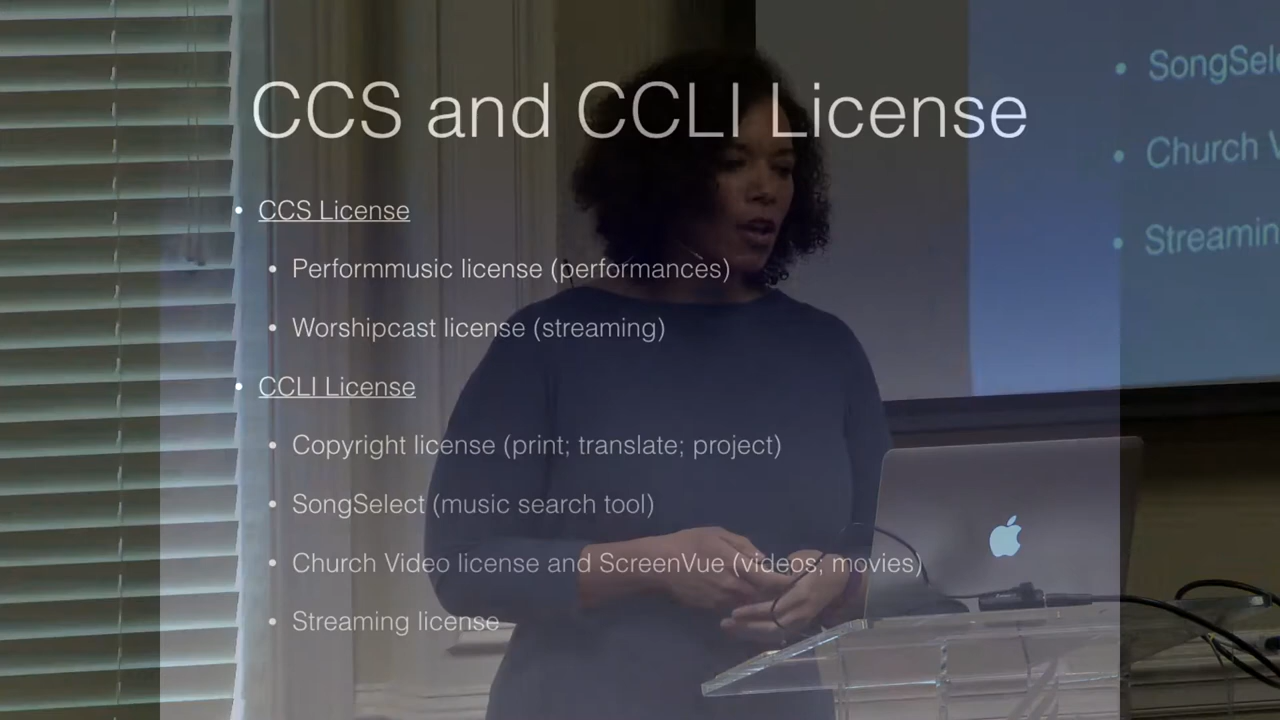 CCS and CCLI License
• CCS License
• Performmusic license (performances)
• Worshipcast license (streaming)
• CCLI License
• Copyright license (print; translate; project)
• SongSelect (music search tool)
• Church Video license and ScreenVue (videos; movies)
• Streaming license
• Church